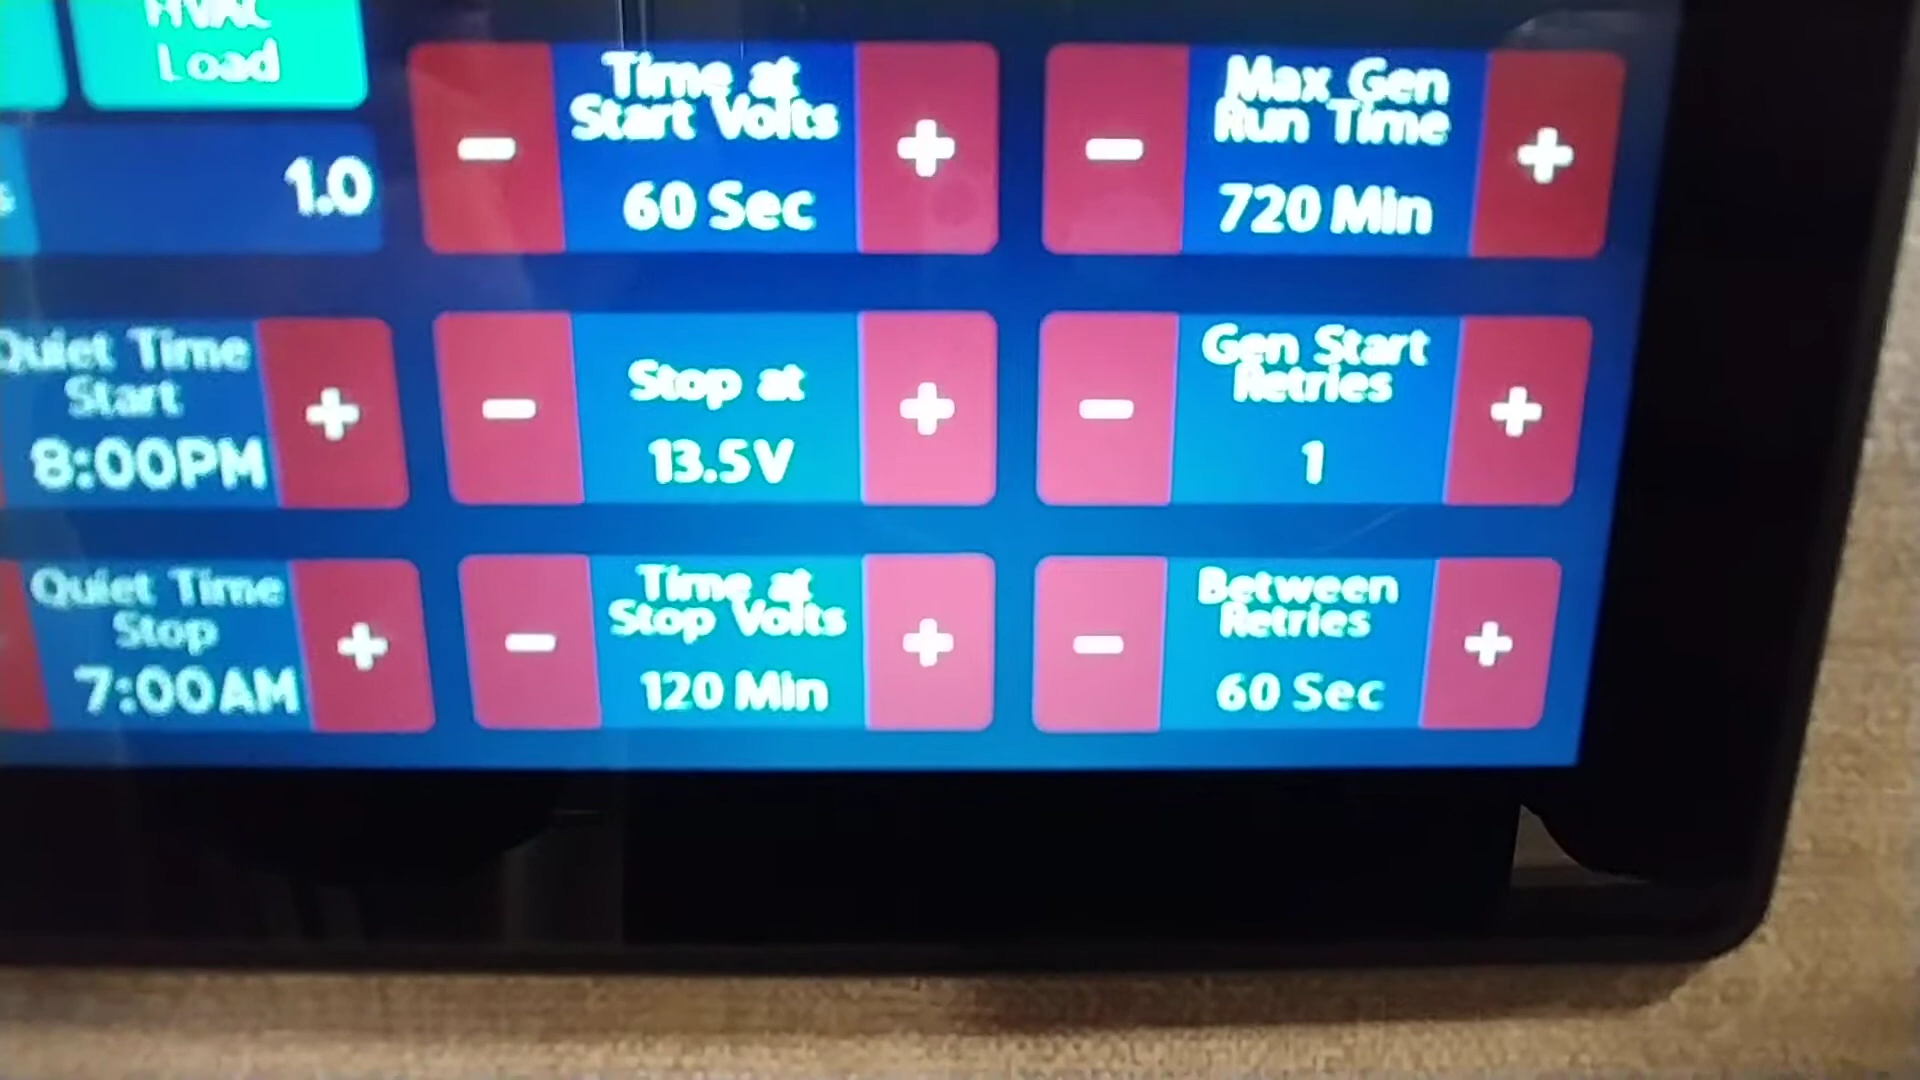 HVAC
Load
1.0
- Time at
Start Volts
60 Sec +
- Max Gen
Run Time
720 Min +
Quiet Time
Start
8:00PM +
- Stop at
13.5V +
- Gen Start
Retries
1 +
Quiet Time
Stop
7:00AM +
- Time at
Stop Volts
120 Min +
- Between
Retries
60 Sec +